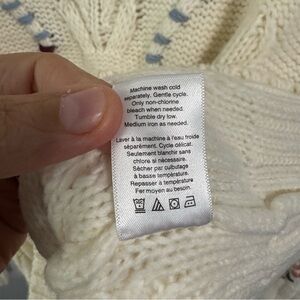 Machine wash cold
separately. Gentle cycle.
Only non-chlorine
bleach when needed.
Tumble dry low.
Medium iron as needed.
Laver à la machine à l'eau froide
séparément. Cycle délicat.
Seulement blanchir sans
chlore si nécessaire.
Sécher par culbutage
à basse température.
Repasser à température
Fer moyen au besoin.